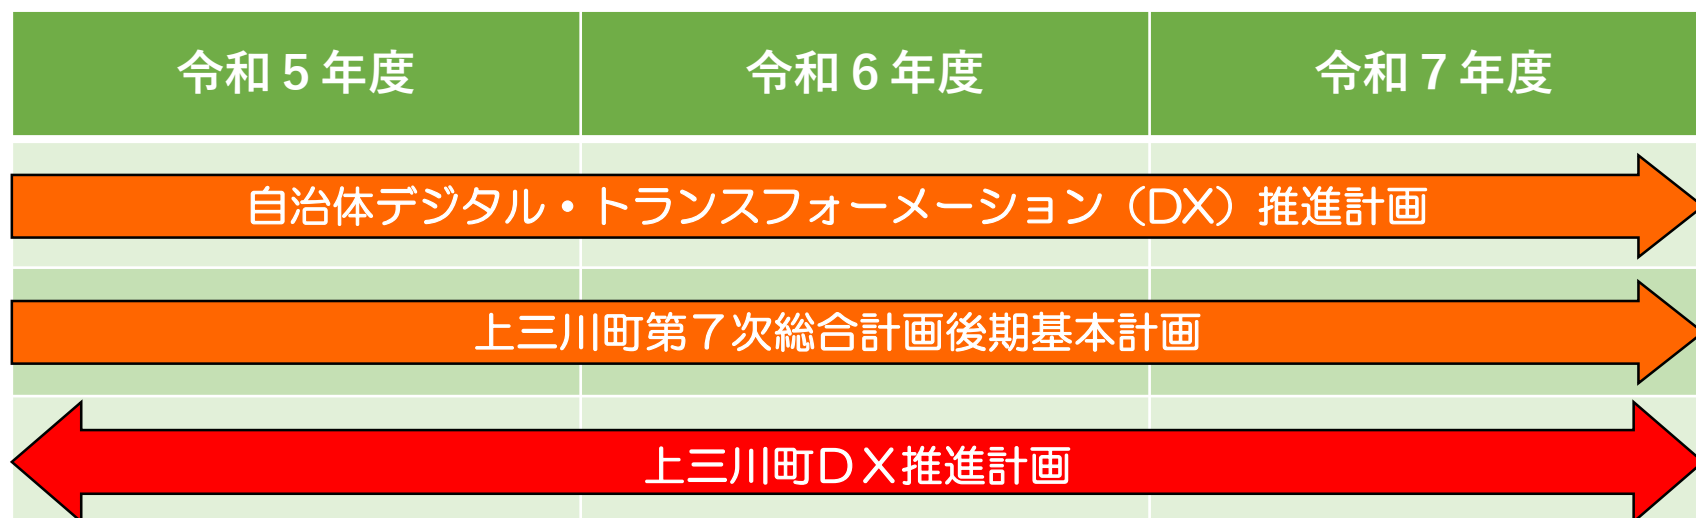 令和５年度 令和６年度 令和７年度
自治体デジタル・トランスフォーメーション（DX）推進計画
上三川町第７次総合計画後期基本計画
上三川町ＤＸ推進計画